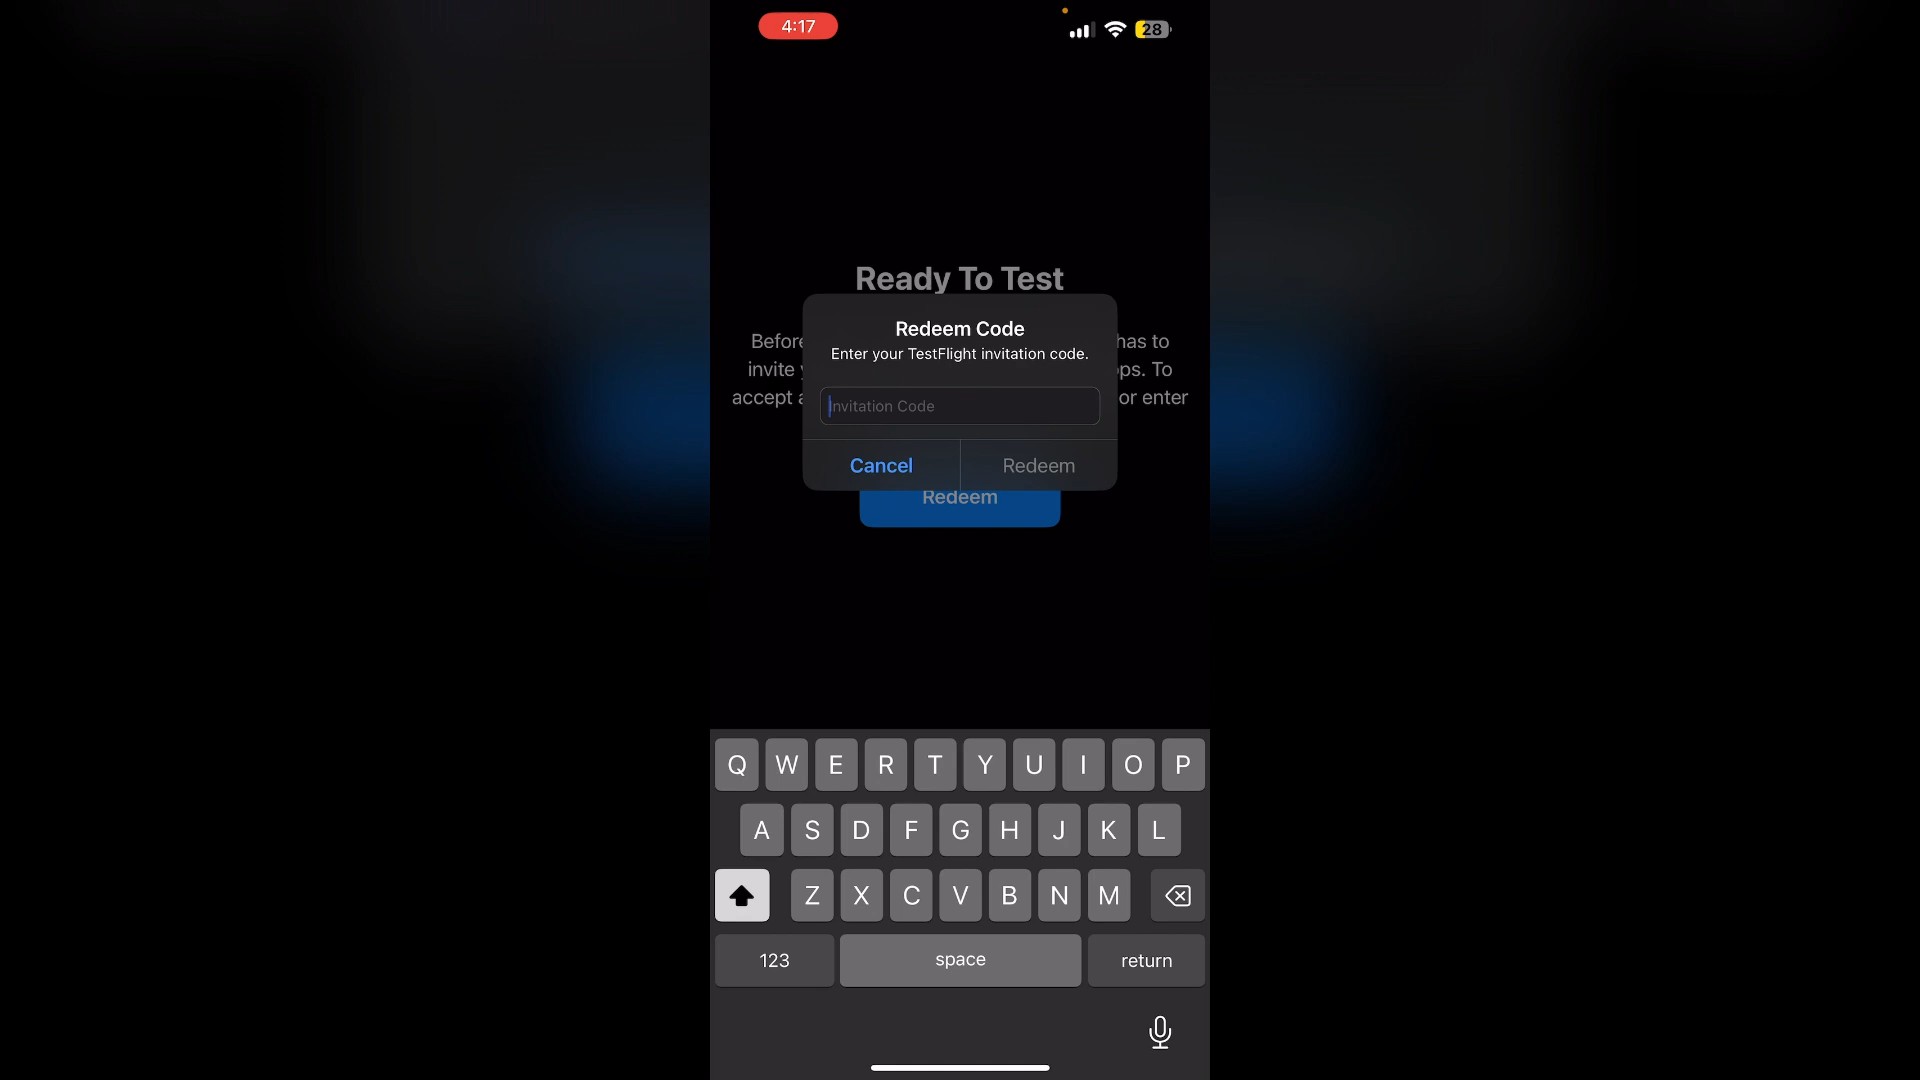 4:17
28
Ready To Test
Before has to
invite ps. To
accept or enter
Redeem Code
Enter your TestFlight invitation code.
Invitation Code
Cancel Redeem
Redeem
Q W E R T Y U I O P
A S D F G H J K L
Z X C V B N M
123 space return